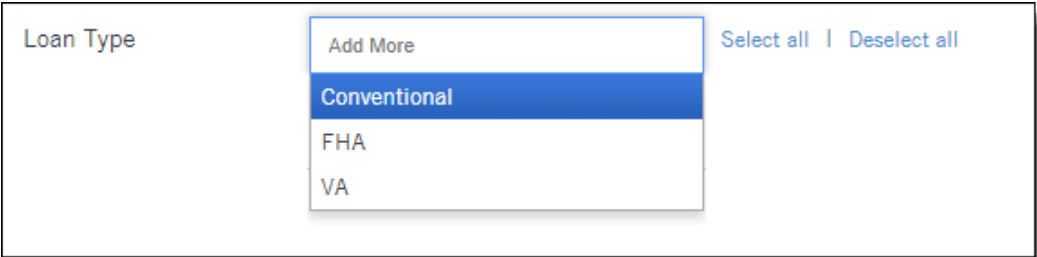 Loan Type
Add More
Select all | Deselect all
Conventional
FHA
VA